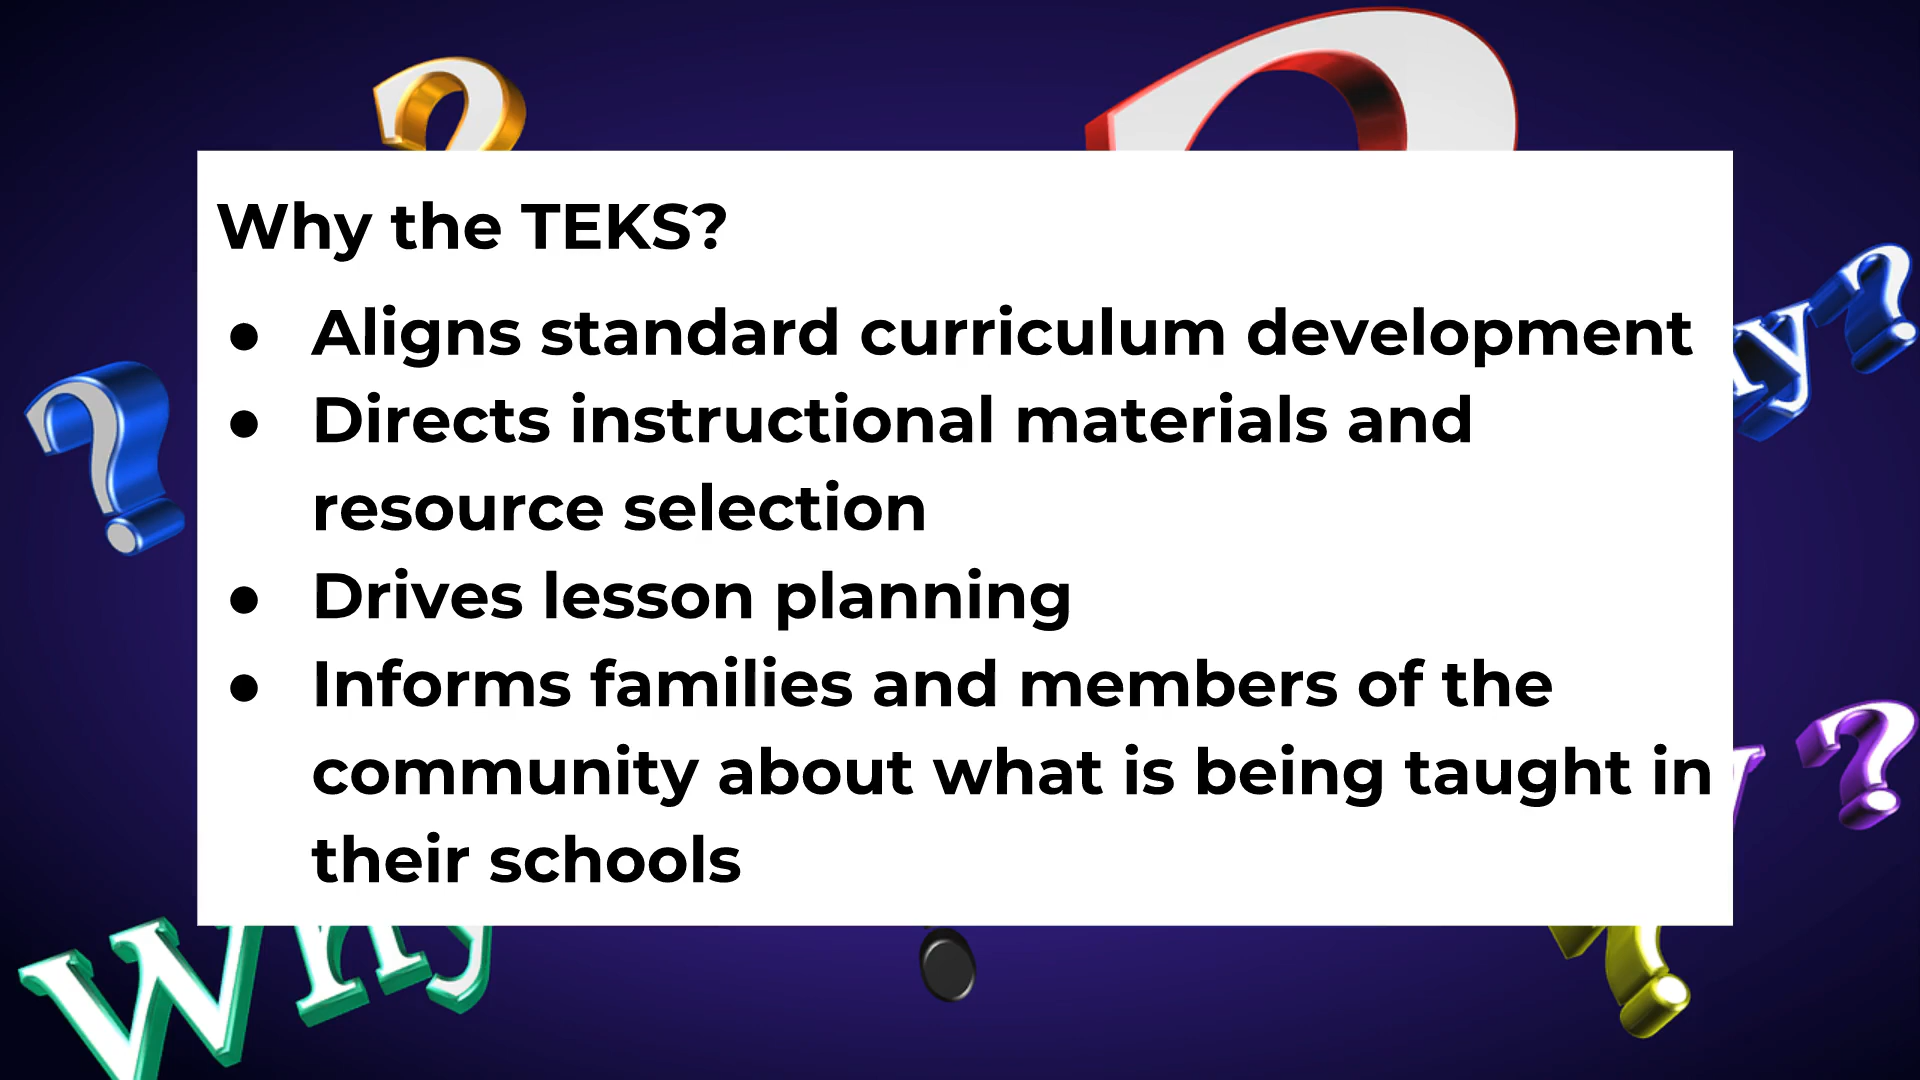 Why the TEKS?
● Aligns standard curriculum development
● Directs instructional materials and
resource selection
● Drives lesson planning
● Informs families and members of the
community about what is being taught in
their schools
?
?
?
?
Why
?